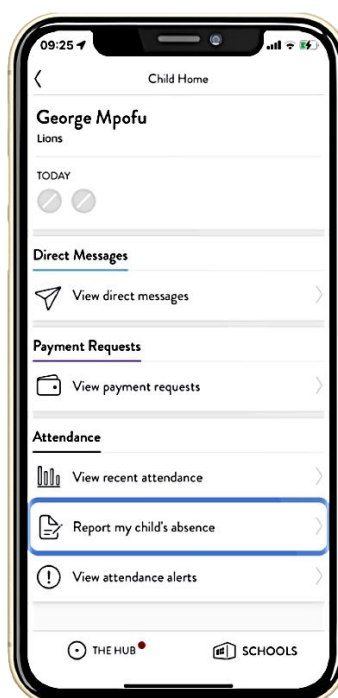 09:25
Child Home
George Mpofu
Lions
TODAY
Direct Messages
View direct messages
Payment Requests
View payment requests
Attendance
View recent attendance
Report my child's absence
View attendance alerts
THE HUB
SCHOOLS